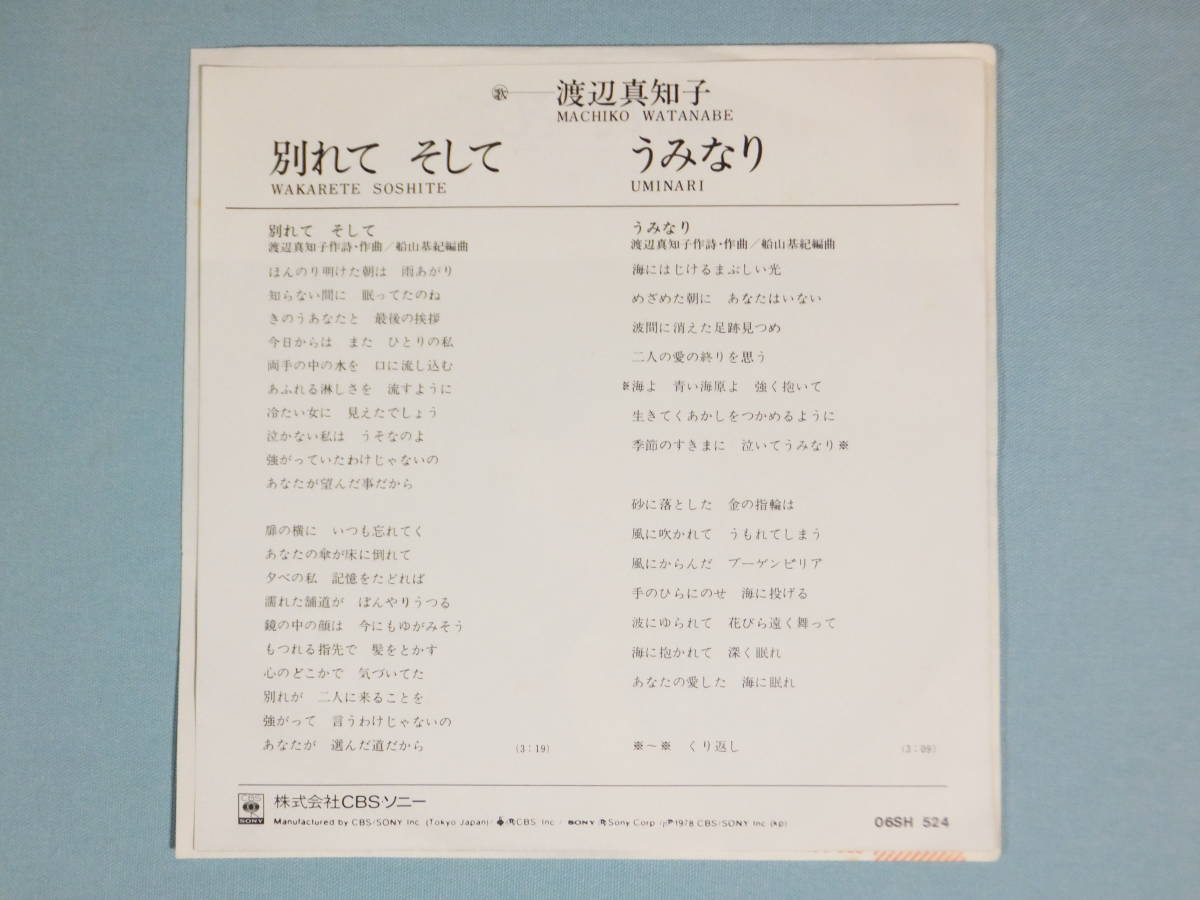 歌 渡辺真知子
MACHIKO WATANABE
別れて そして
WAKARETE SOSHITE
うみなり
UMINARI
別れて そして
渡辺真知子作詩・作曲／船山基紀編曲
ほんのり明けた朝は 雨あがり
知らない間に 眠ってたのね
きのうあなたと 最後の挨拶
今日からは また ひとりの私
両手の中の水を 口に流し込む
あふれる淋しさを 流すように
冷たい女に 見えたでしょう
泣かない私は うそなのよ
強がっていたわけじゃないの
あなたが望んだ事だから
扉の横に いつも忘れてく
あなたの傘が床に倒れて
夕べの私 記憶をたどれば
濡れた舗道が ぼんやりうつる
鏡の中の顔は 今にもゆがみそう
もつれる指先で 髪をとかす
心のどこかで 気づいてた
別れが 二人に来ることを
強がって 言うわけじゃないの
あなたが 選んだ道だから
(3：19)
うみなり
渡辺真知子作詩・作曲／船山基紀編曲
海にはじけるまぶしい光
めざめた朝に あなたはいない
波間に消えた足跡見つめ
二人の愛の終りを思う
※海よ 青い海原よ 強く抱いて
生きてくあかしをつかめるように
季節のすきまに 泣いてうみなり※
砂に落とした 金の指輪は
風に吹かれて うもれてしまう
風にからんだ ブーゲンビリア
手のひらにのせ 海に投げる
波にゆられて 花びら遠く舞って
海に抱かれて 深く眠れ
あなたの愛した 海に眠れ
※～※ くり返し
(3：09)
CBS
SONY
株式会社CBS・ソニー
Manufactured by CBS/SONY Inc. (Tokyo Japan)/ ®CBS. Inc./ SONY ®Sony Corp./ ℗1978 CBS/SONY Inc (kp)
06SH 524